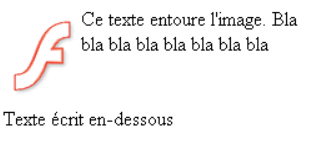 Ce texte entoure l'image. Bla
bla bla bla bla bla bla bla
Texte écrit en-dessous